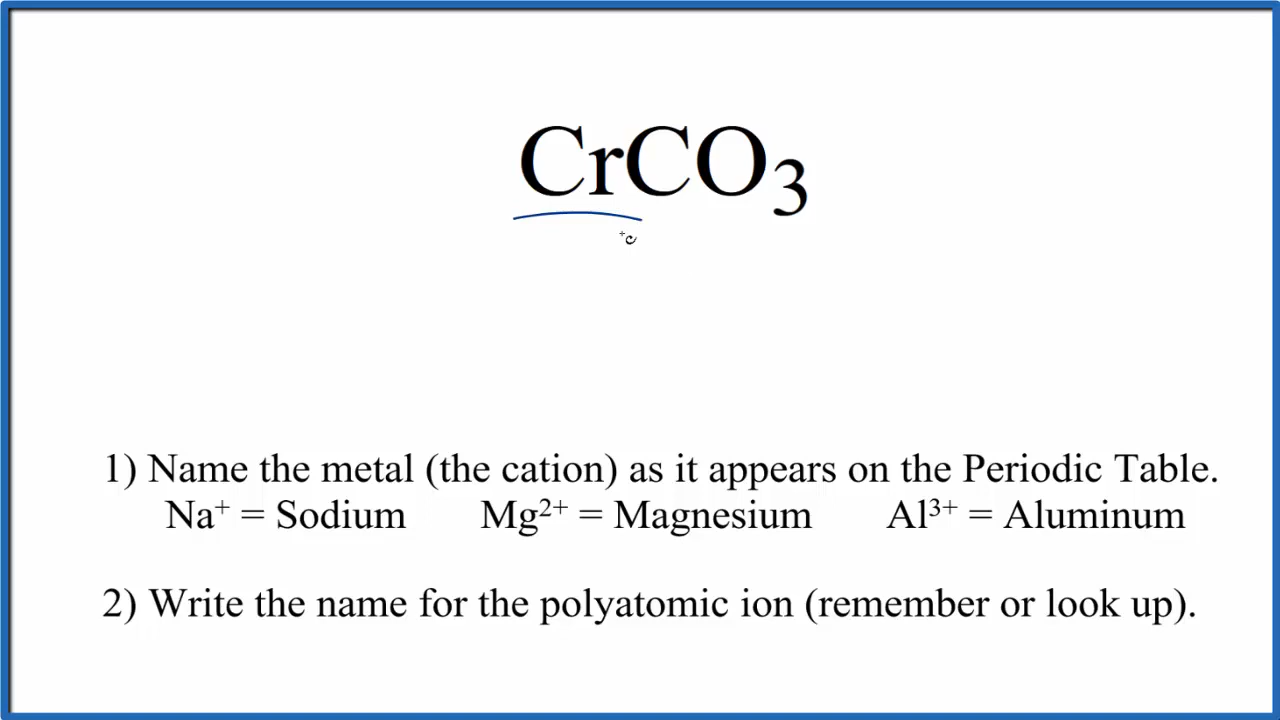 CrCO₃
1) Name the metal (the cation) as it appears on the Periodic Table.
Na⁺ = Sodium Mg²⁺ = Magnesium Al³⁺ = Aluminum
2) Write the name for the polyatomic ion (remember or look up).